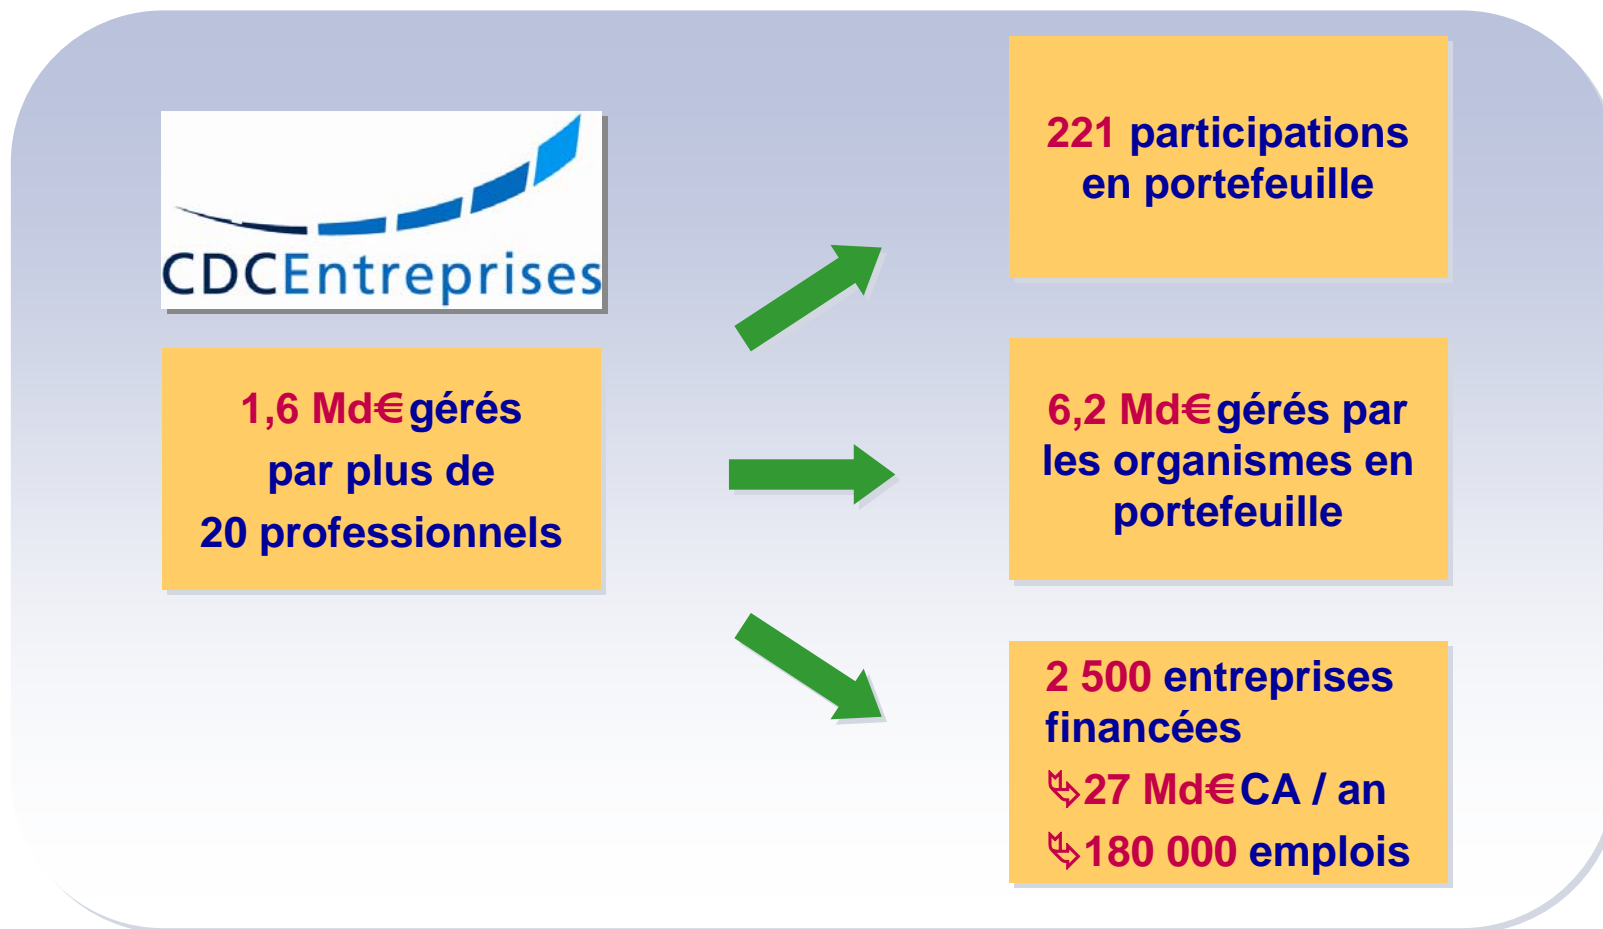 CDCEntreprises
1,6 Md€ gérés
par plus de
20 professionnels
221 participations
en portefeuille
6,2 Md€ gérés par
les organismes en
portefeuille
2 500 entreprises
financées
27 Md€ CA / an
180 000 emplois